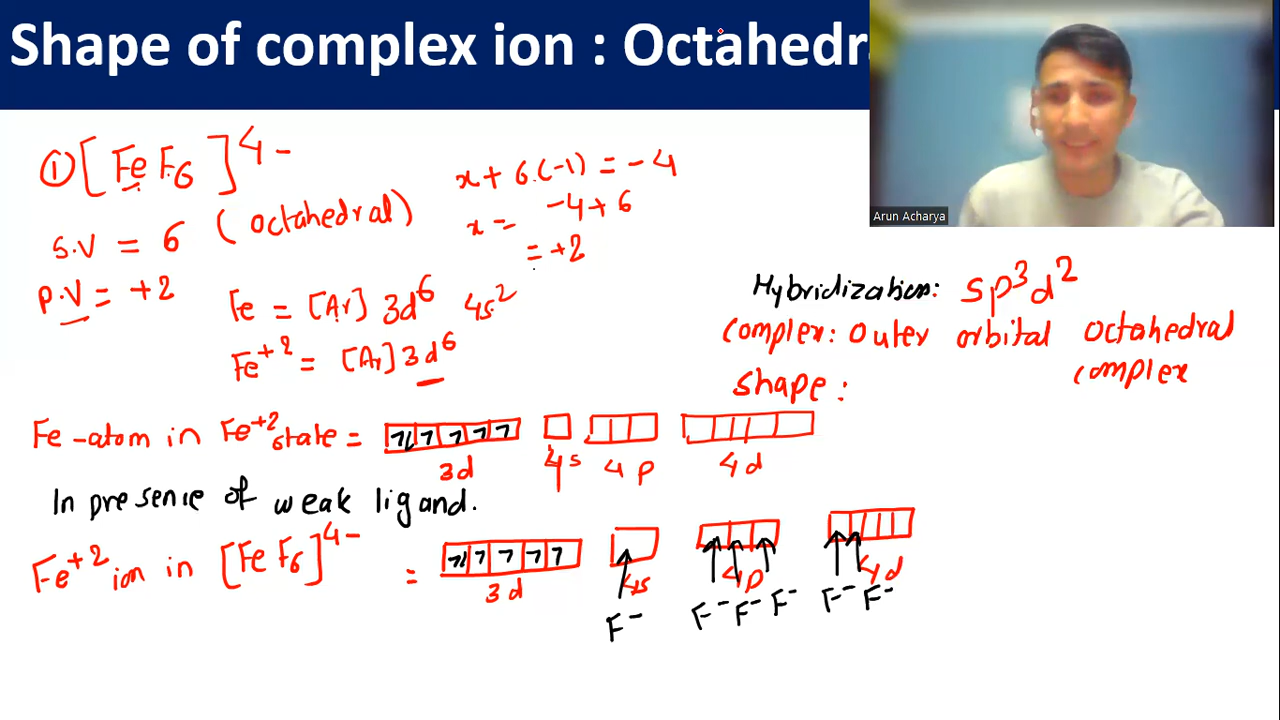 Shape of complex ion : Octahedra
Arun Acharya
① [FeF6]4-
S.V = 6 (octahedral)
P.V = +2
x + 6.(-1) = -4
x = -4 + 6
= +2
Fe = [Ar] 3d6 4s2
Fe+2 = [Ar] 3d6
Hybridization: sp3d2
Complex: Outer orbital Octahedral
complex
shape :
Fe-atom in Fe+2 state =
3d 4s 4p 4d
In presence of weak ligand.
Fe+2 ion in [FeF6]4- =
3d 4s 4p 4d
F- F- F- F- F- F-